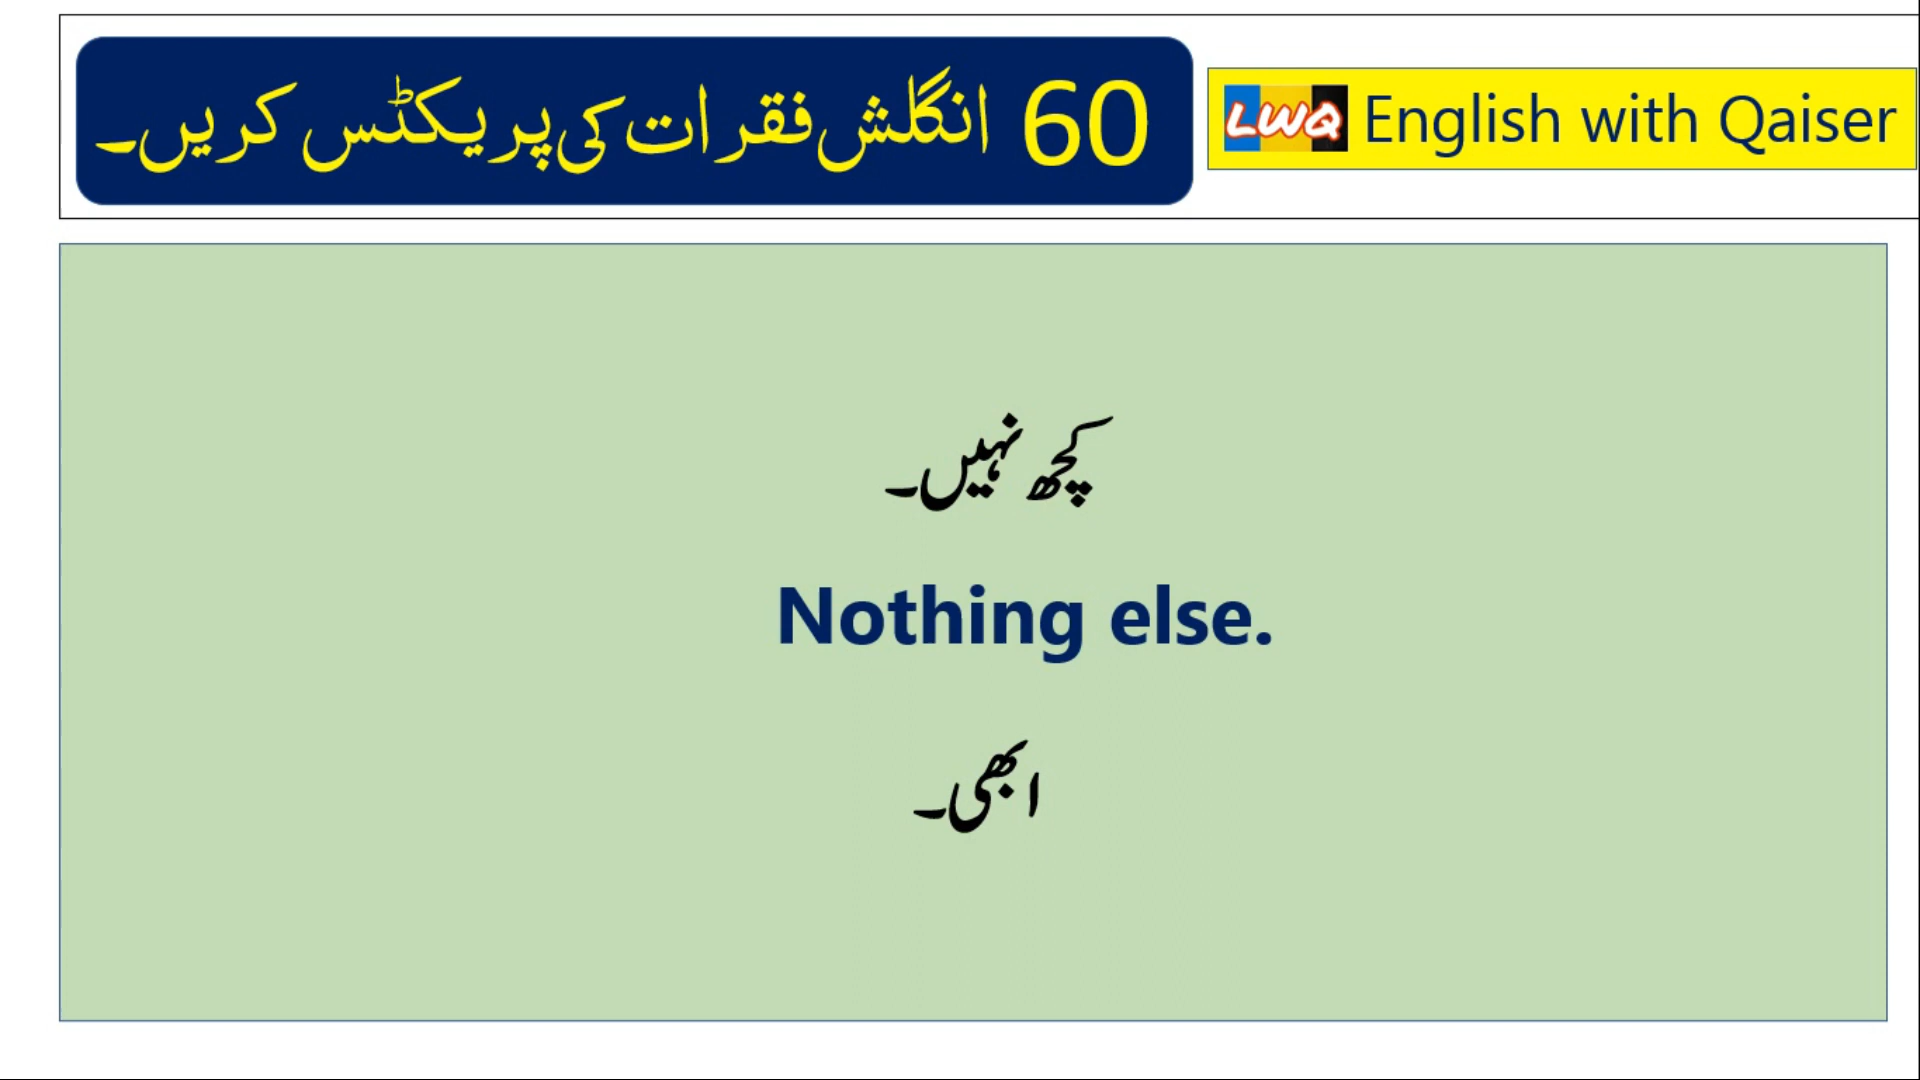 60 انگلش فقرات کی پریکٹس کریں۔
LWQ English with Qaiser
کچھ نہیں۔
Nothing else.
ابھی۔